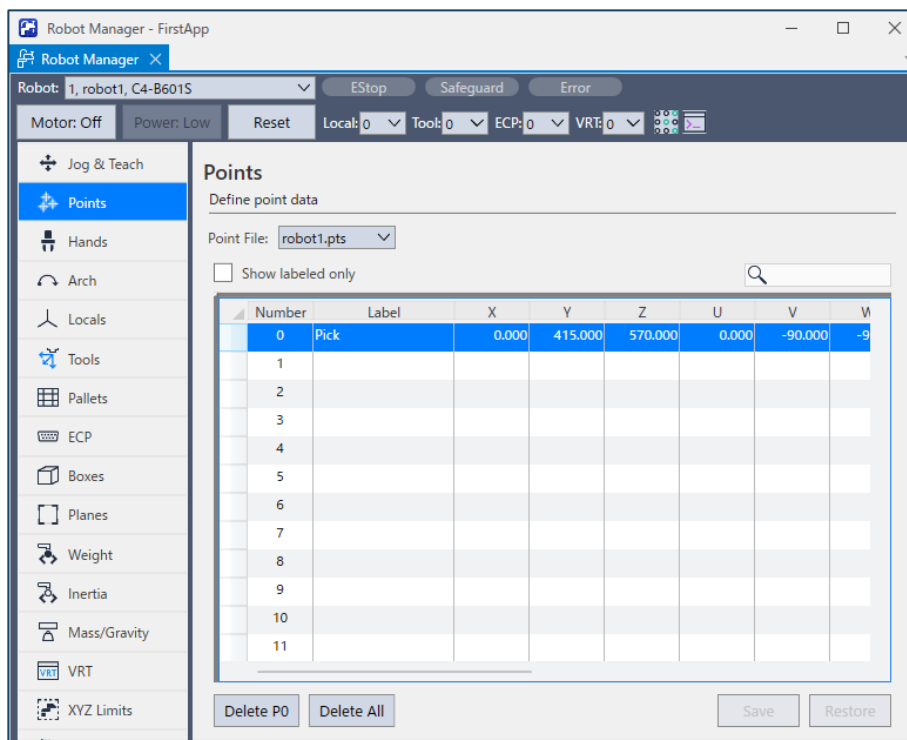 Robot Manager - FirstApp
Robot Manager
Robot: 1, robot1, C4-B601S EStop Safeguard Error
Motor: Off Power: Low Reset Local: 0 Tool: 0 ECP: 0 VRT: 0
Jog & Teach
Points
Hands
Arch
Locals
Tools
Pallets
ECP
Boxes
Planes
Weight
Inertia
Mass/Gravity
VRT VRT
XYZ Limits
Points
Define point data
Point File: robot1.pts
Show labeled only
Number Label X Y Z U V W
0 Pick 0.000 415.000 570.000 0.000 -90.000 -9
1
2
3
4
5
6
7
8
9
10
11
Delete P0 Delete All Save Restore